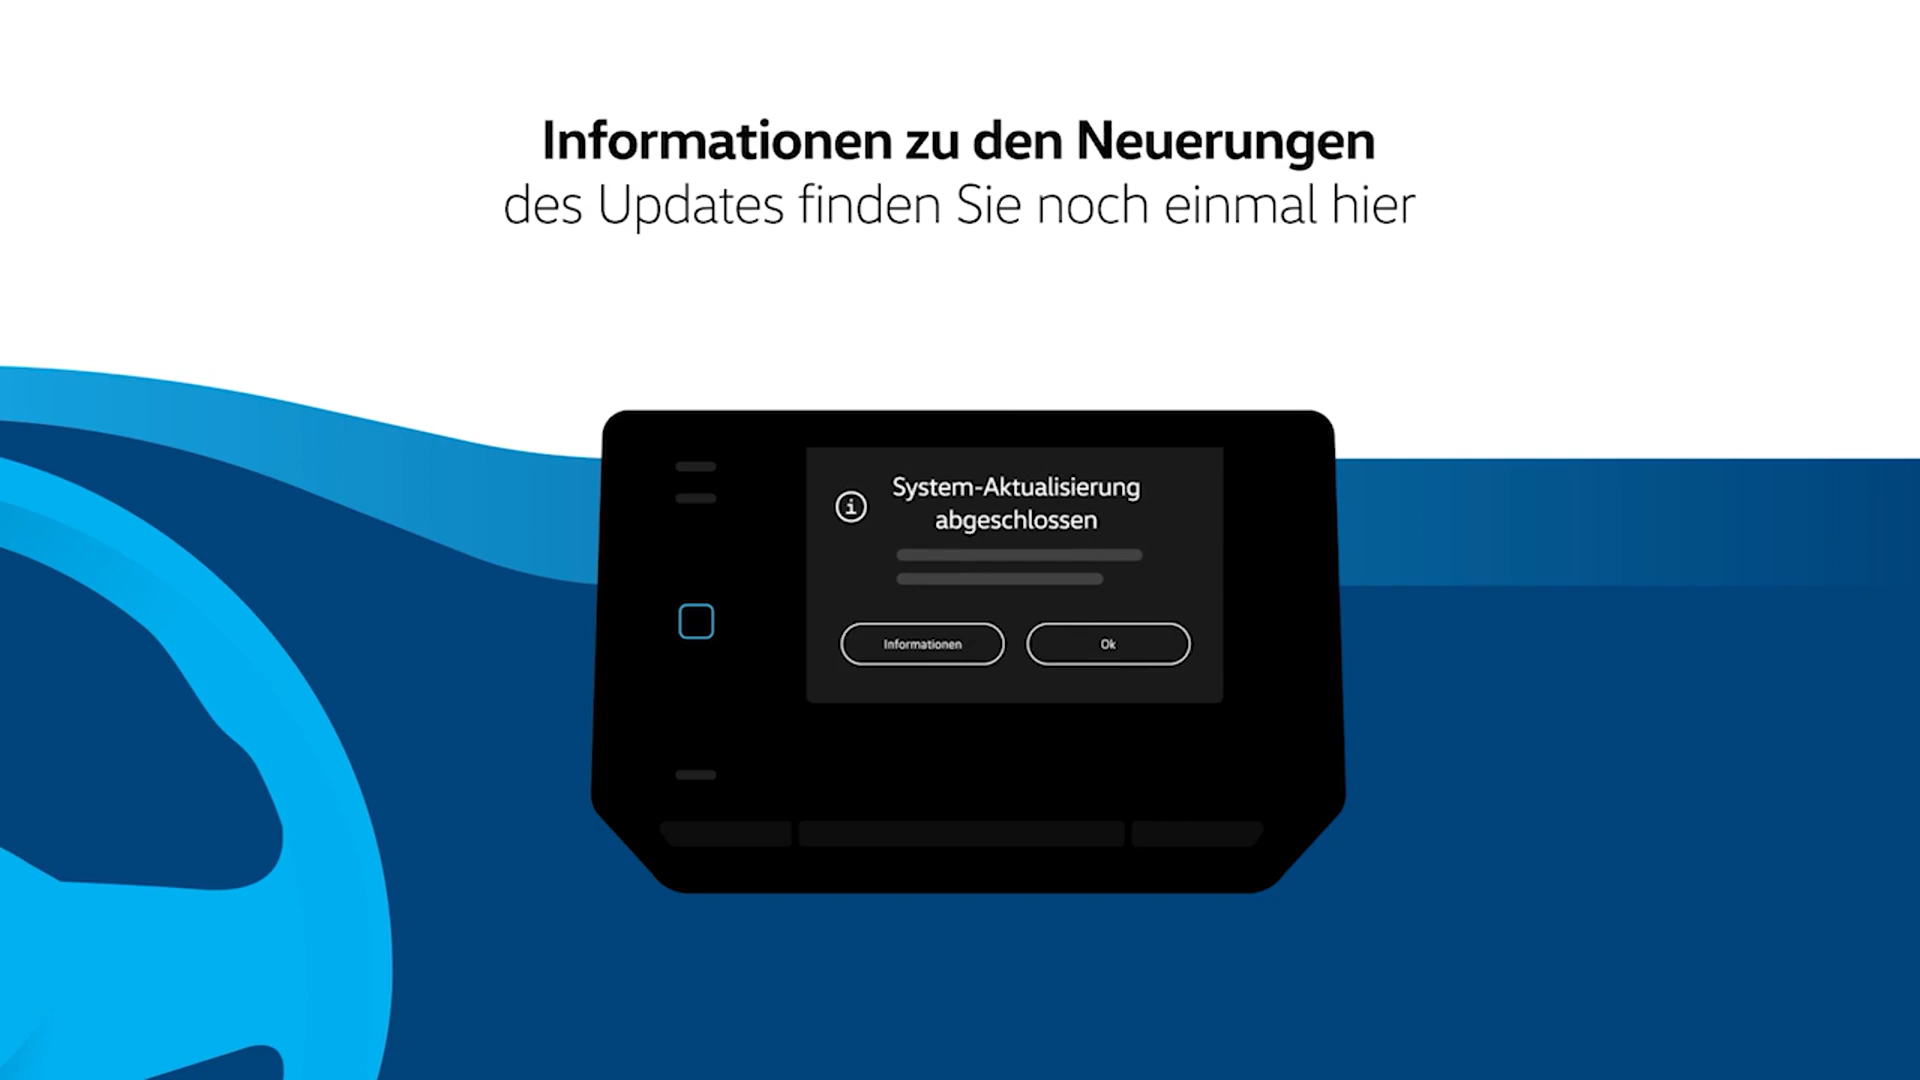 Informationen zu den Neuerungen
des Updates finden Sie noch einmal hier
System-Aktualisierung
abgeschlossen
Informationen
Ok